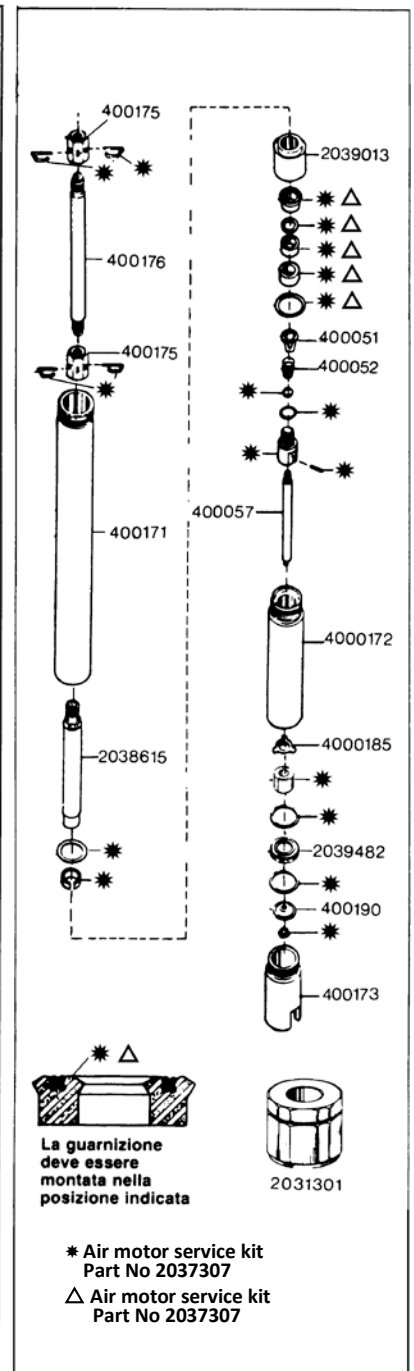 400175
400176
400175
400171
2038615
2039013
400051
400052
400057
4000172
4000185
2039482
400190
400173
2031301
✷ △
La guarnizione
deve essere
montata nella
posizione indicata
✷ Air motor service kit
Part No 2037307
△ Air motor service kit
Part No 2037307